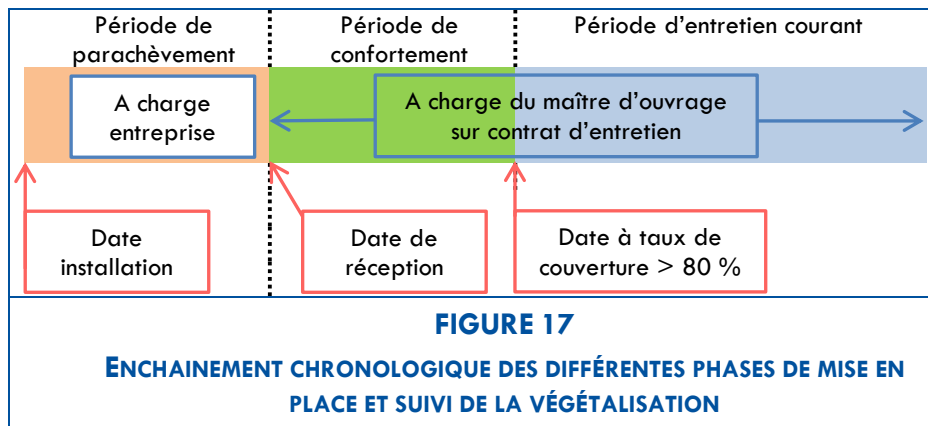 Période de
parachèvement
Période de
confortement
Période d'entretien courant
A charge
entreprise
A charge du maître d'ouvrage
sur contrat d'entretien
Date
installation
Date de
réception
Date à taux de
couverture > 80 %
FIGURE 17
ENCHAINEMENT CHRONOLOGIQUE DES DIFFÉRENTES PHASES DE MISE EN
PLACE ET SUIVI DE LA VÉGÉTALISATION